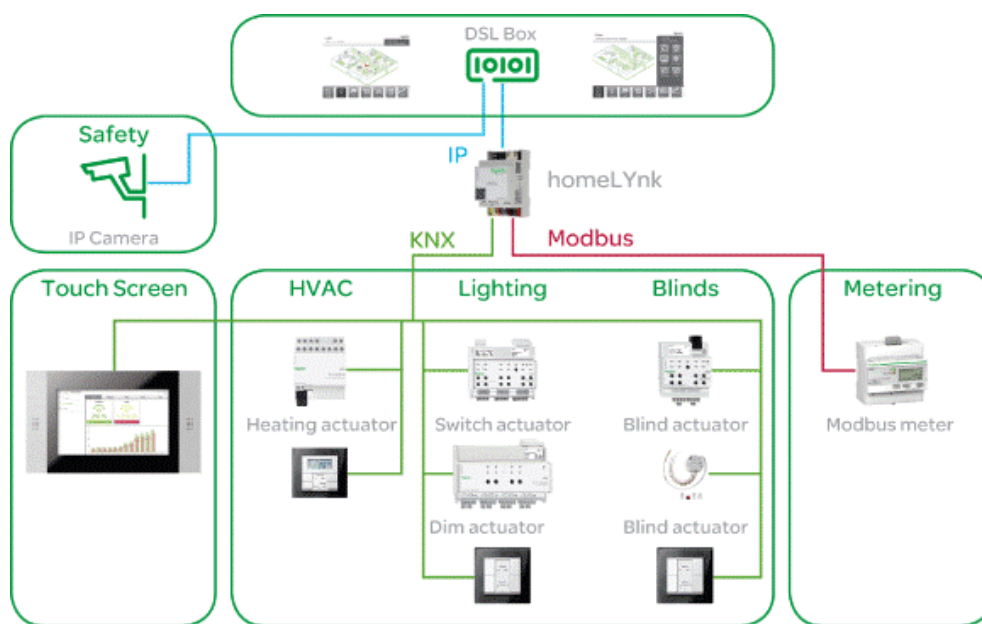 DSL Box
10101
Safety
IP
homeLYnk
IP Camera
KNX
Modbus
Touch Screen
HVAC
Lighting
Blinds
Metering
Heating actuator
Switch actuator
Blind actuator
Modbus meter
Dim actuator
Blind actuator